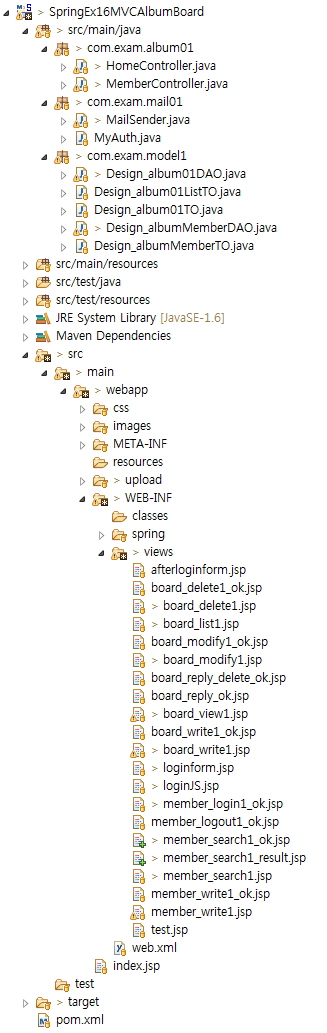 > SpringEx16MVCAlbumBoard
> src/main/java
> com.exam.album01
> HomeController.java
> MemberController.java
> com.exam.mail01
> MailSender.java
MyAuth.java
> com.exam.model1
> Design_album01DAO.java
Design_album01ListTO.java
Design_album01TO.java
> Design_albumMemberDAO.java
Design_albumMemberTO.java
src/main/resources
src/test/java
src/test/resources
JRE System Library [JavaSE-1.6]
Maven Dependencies
> src
> main
> webapp
css
images
META-INF
resources
> upload
> WEB-INF
classes
> spring
> views
afterloginform.jsp
board_delete1_ok.jsp
> board_delete1.jsp
> board_list1.jsp
board_modify1_ok.jsp
> board_modify1.jsp
board_reply_delete_ok.jsp
board_reply_ok.jsp
> board_view1.jsp
board_write1_ok.jsp
> board_write1.jsp
> loginform.jsp
> loginJS.jsp
> member_login1_ok.jsp
member_logout1_ok.jsp
> member_search1_ok.jsp
> member_search1_result.jsp
> member_search1.jsp
member_write1_ok.jsp
member_write1.jsp
test.jsp
web.xml
index.jsp
test
> target
pom.xml